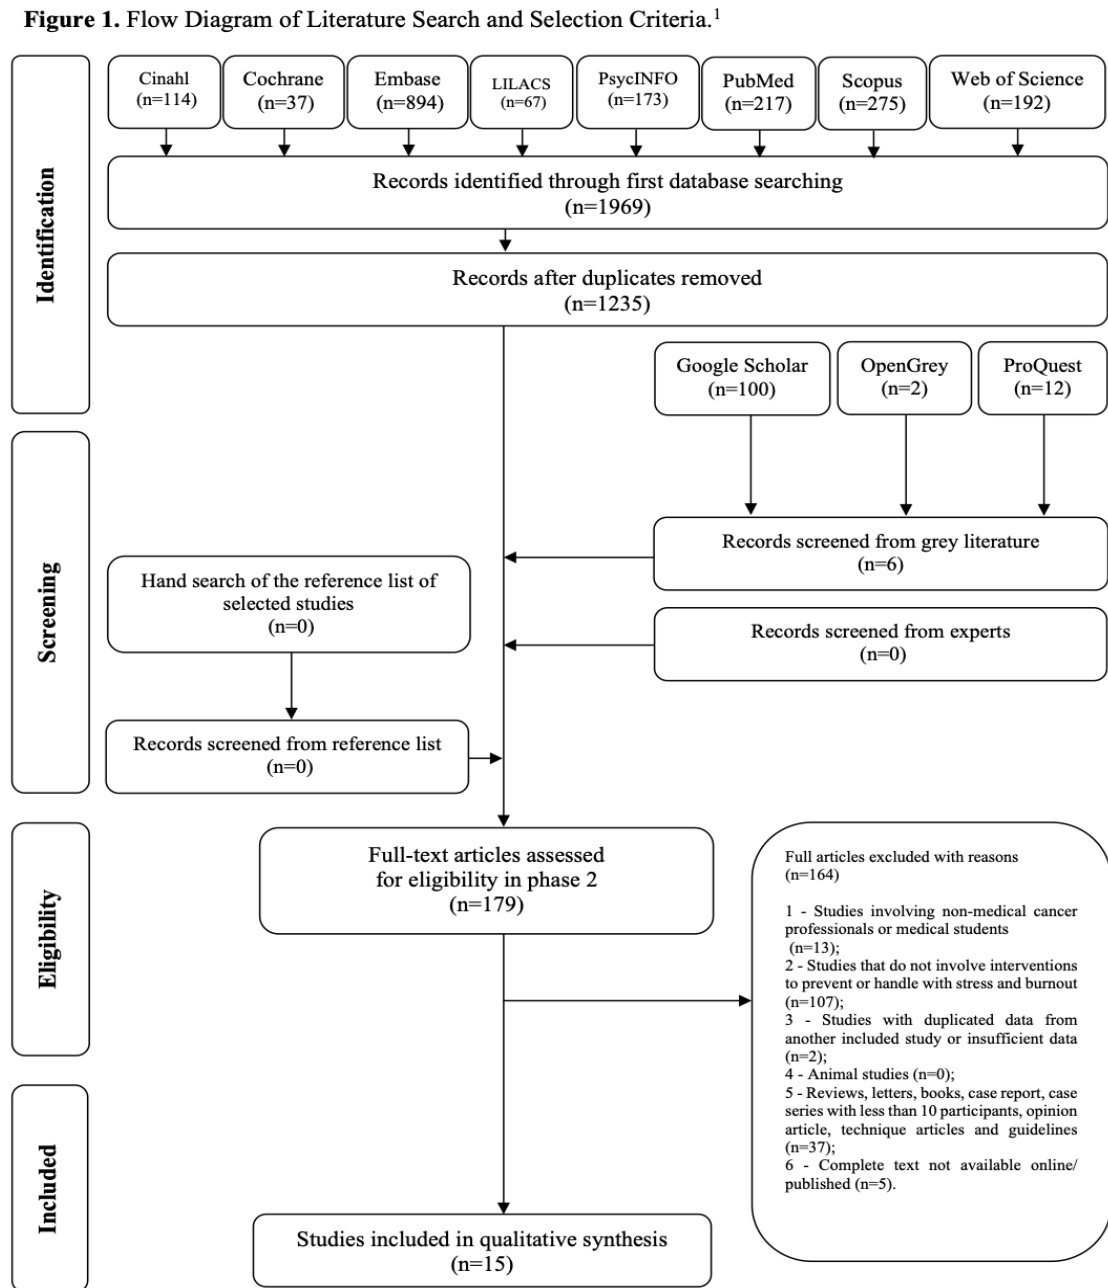 Figure 1. Flow Diagram of Literature Search and Selection Criteria.1
Identification
Cinahl
(n=114)
Cochrane
(n=37)
Embase
(n=894)
LILACS
(n=67)
PsycINFO
(n=173)
PubMed
(n=217)
Scopus
(n=275)
Web of Science
(n=192)
Records identified through first database searching
(n=1969)
Records after duplicates removed
(n=1235)
Google Scholar
(n=100)
OpenGrey
(n=2)
ProQuest
(n=12)
Screening
Records screened from grey literature
(n=6)
Hand search of the reference list of
selected studies
(n=0)
Records screened from experts
(n=0)
Records screened from reference list
(n=0)
Eligibility
Full-text articles assessed
for eligibility in phase 2
(n=179)
Full articles excluded with reasons
(n=164)
1 - Studies involving non-medical cancer
professionals or medical students
(n=13);
2 - Studies that do not involve interventions
to prevent or handle with stress and burnout
(n=107);
3 - Studies with duplicated data from
another included study or insufficient data
(n=2);
4 - Animal studies (n=0);
5 - Reviews, letters, books, case report, case
series with less than 10 participants, opinion
article, technique articles and guidelines
(n=37);
6 - Complete text not available online/
published (n=5).
Included
Studies included in qualitative synthesis
(n=15)